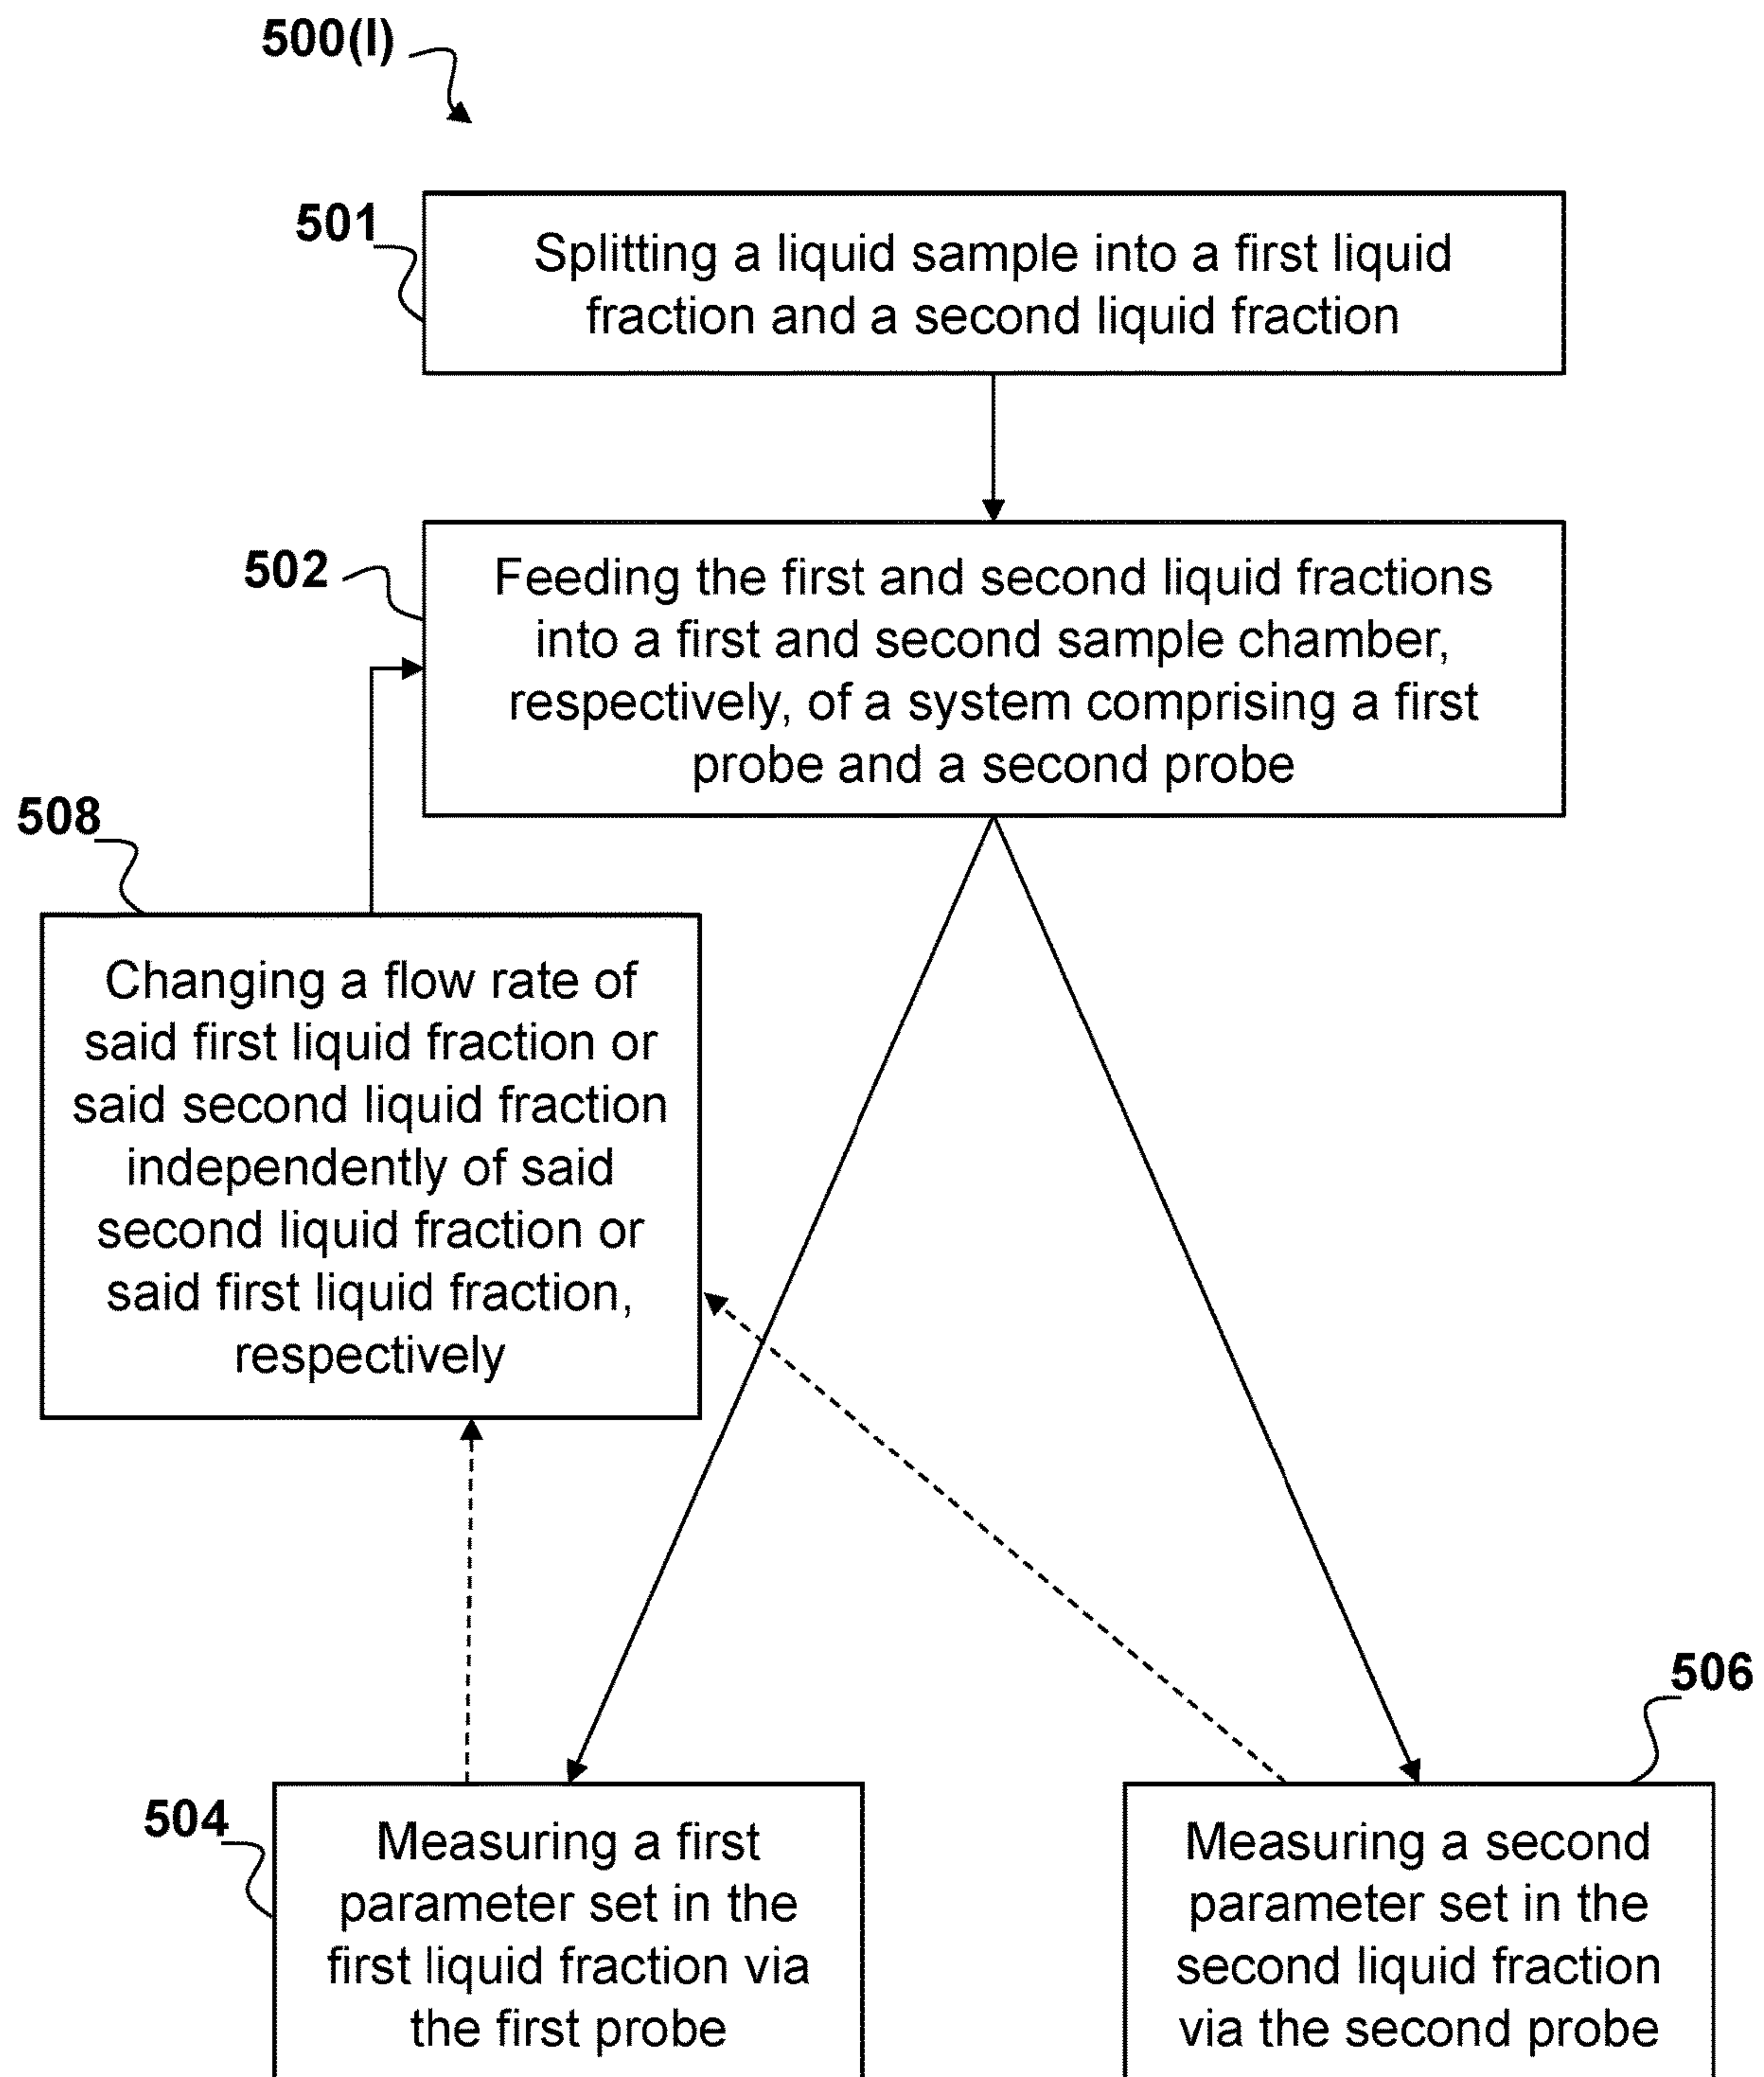 500(I)
501
Splitting a liquid sample into a first liquid
fraction and a second liquid fraction
502
Feeding the first and second liquid fractions
into a first and second sample chamber,
respectively, of a system comprising a first
probe and a second probe
508
Changing a flow rate of
said first liquid fraction or
said second liquid fraction
independently of said
second liquid fraction or
said first liquid fraction,
respectively
504
Measuring a first
parameter set in the
first liquid fraction via
the first probe
506
Measuring a second
parameter set in the
second liquid fraction
via the second probe